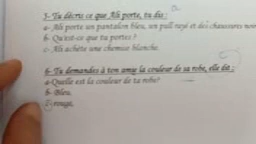 5- Tu décris ce que Ali porte, tu dis :
a- Ali porte un pantalon bleu, un pull rayé et des chaussures noir
b- Qu'est-ce que tu portes ?
c- Ali achète une chemise blanche.
6- Tu demandes à ton amie la couleur de sa robe, elle dit :
a- Quelle est la couleur de ta robe?
b- Bleu.
c- rouge.